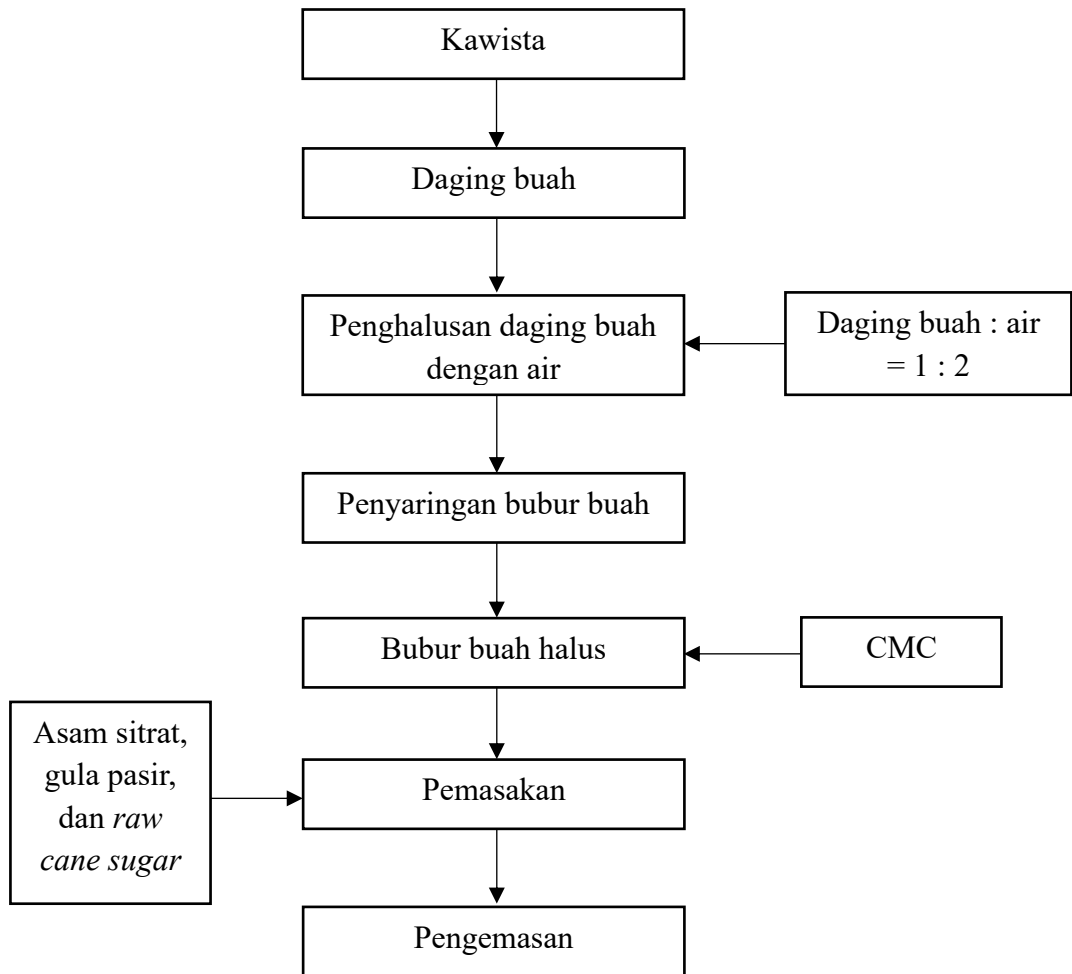 Kawista
Daging buah
Penghalusan daging buah
dengan air
Daging buah : air
= 1 : 2
Penyaringan bubur buah
Bubur buah halus
CMC
Asam sitrat,
gula pasir,
dan raw
cane sugar
Pemasakan
Pengemasan